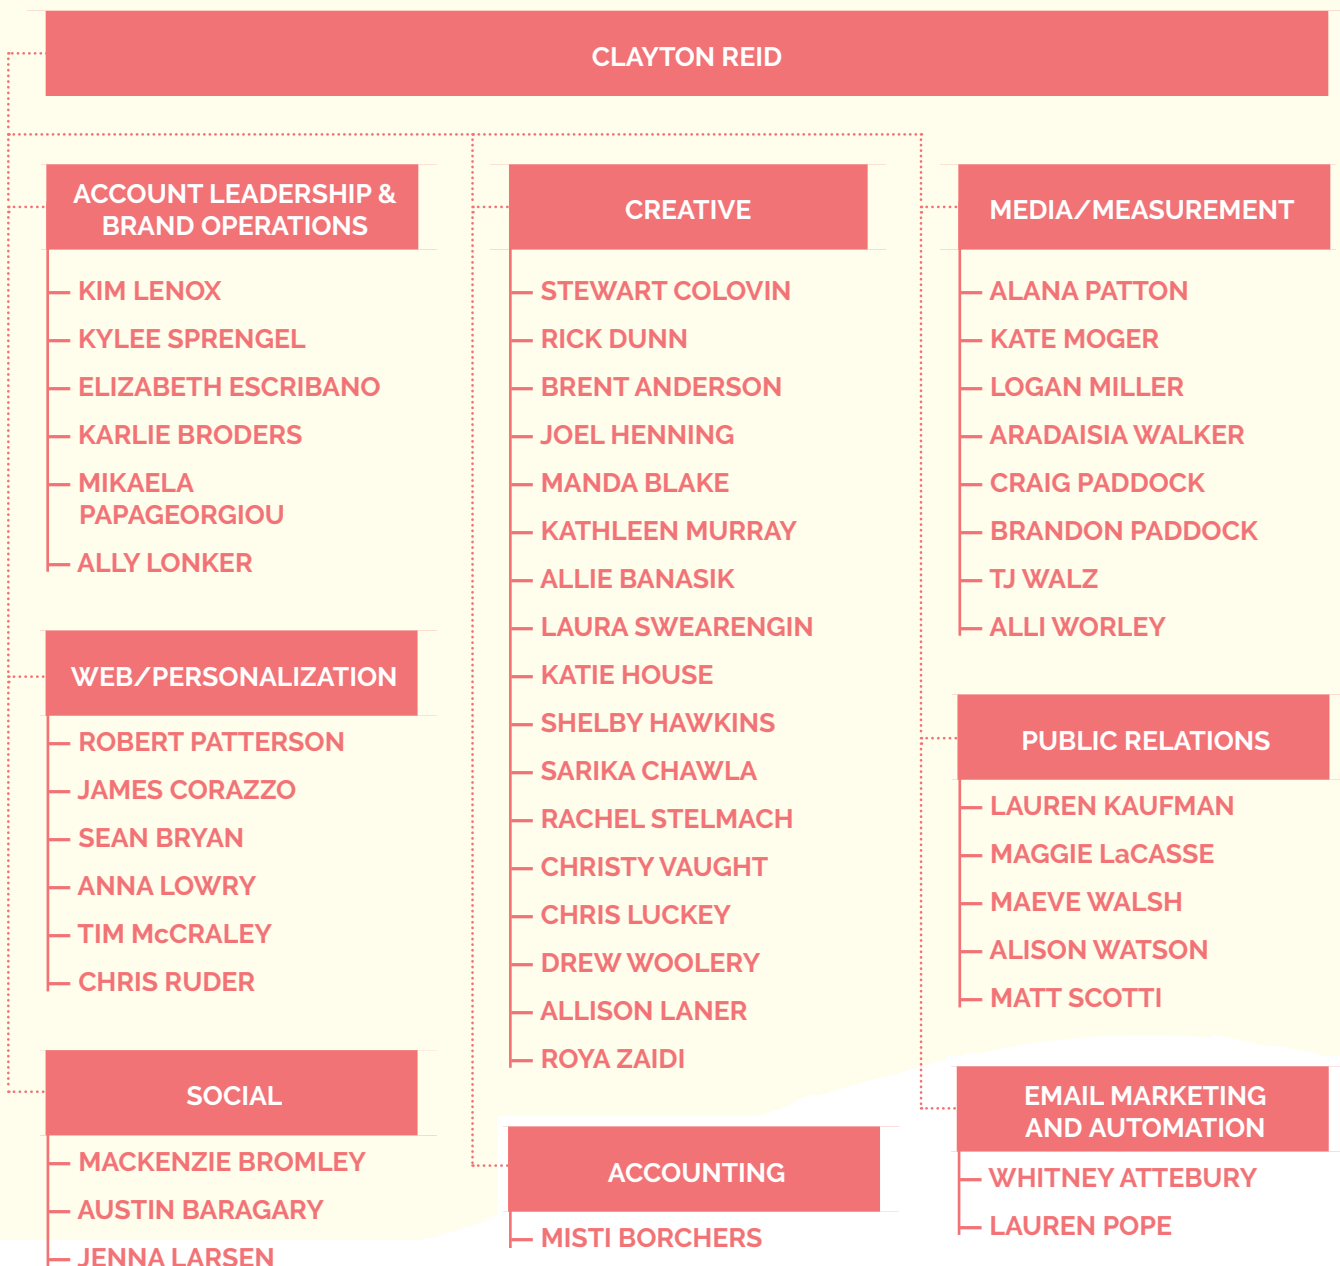 CLAYTON REID
ACCOUNT LEADERSHIP &
BRAND OPERATIONS
KIM LENOX
KYLEE SPRENGEL
ELIZABETH ESCRIBANO
KARLIE BRODERS
MIKAELA
PAPAGEORGIOU
ALLY LONKER
WEB/PERSONALIZATION
ROBERT PATTERSON
JAMES CORAZZO
SEAN BRYAN
ANNA LOWRY
TIM McCRALEY
CHRIS RUDER
SOCIAL
MACKENZIE BROMLEY
AUSTIN BARAGARY
JENNA LARSEN
CREATIVE
STEWART COLOVIN
RICK DUNN
BRENT ANDERSON
JOEL HENNING
MANDA BLAKE
KATHLEEN MURRAY
ALLIE BANASIK
LAURA SWEARENGIN
KATIE HOUSE
SHELBY HAWKINS
SARIKA CHAWLA
RACHEL STELMACH
CHRISTY VAUGHT
CHRIS LUCKEY
DREW WOOLERY
ALLISON LANER
ROYA ZAIDI
ACCOUNTING
MISTI BORCHERS
MEDIA/MEASUREMENT
ALANA PATTON
KATE MOGER
LOGAN MILLER
ARADAISIA WALKER
CRAIG PADDOCK
BRANDON PADDOCK
TJ WALZ
ALLI WORLEY
PUBLIC RELATIONS
LAUREN KAUFMAN
MAGGIE LaCASSE
MAEVE WALSH
ALISON WATSON
MATT SCOTTI
EMAIL MARKETING
AND AUTOMATION
WHITNEY ATTEBURY
LAUREN POPE